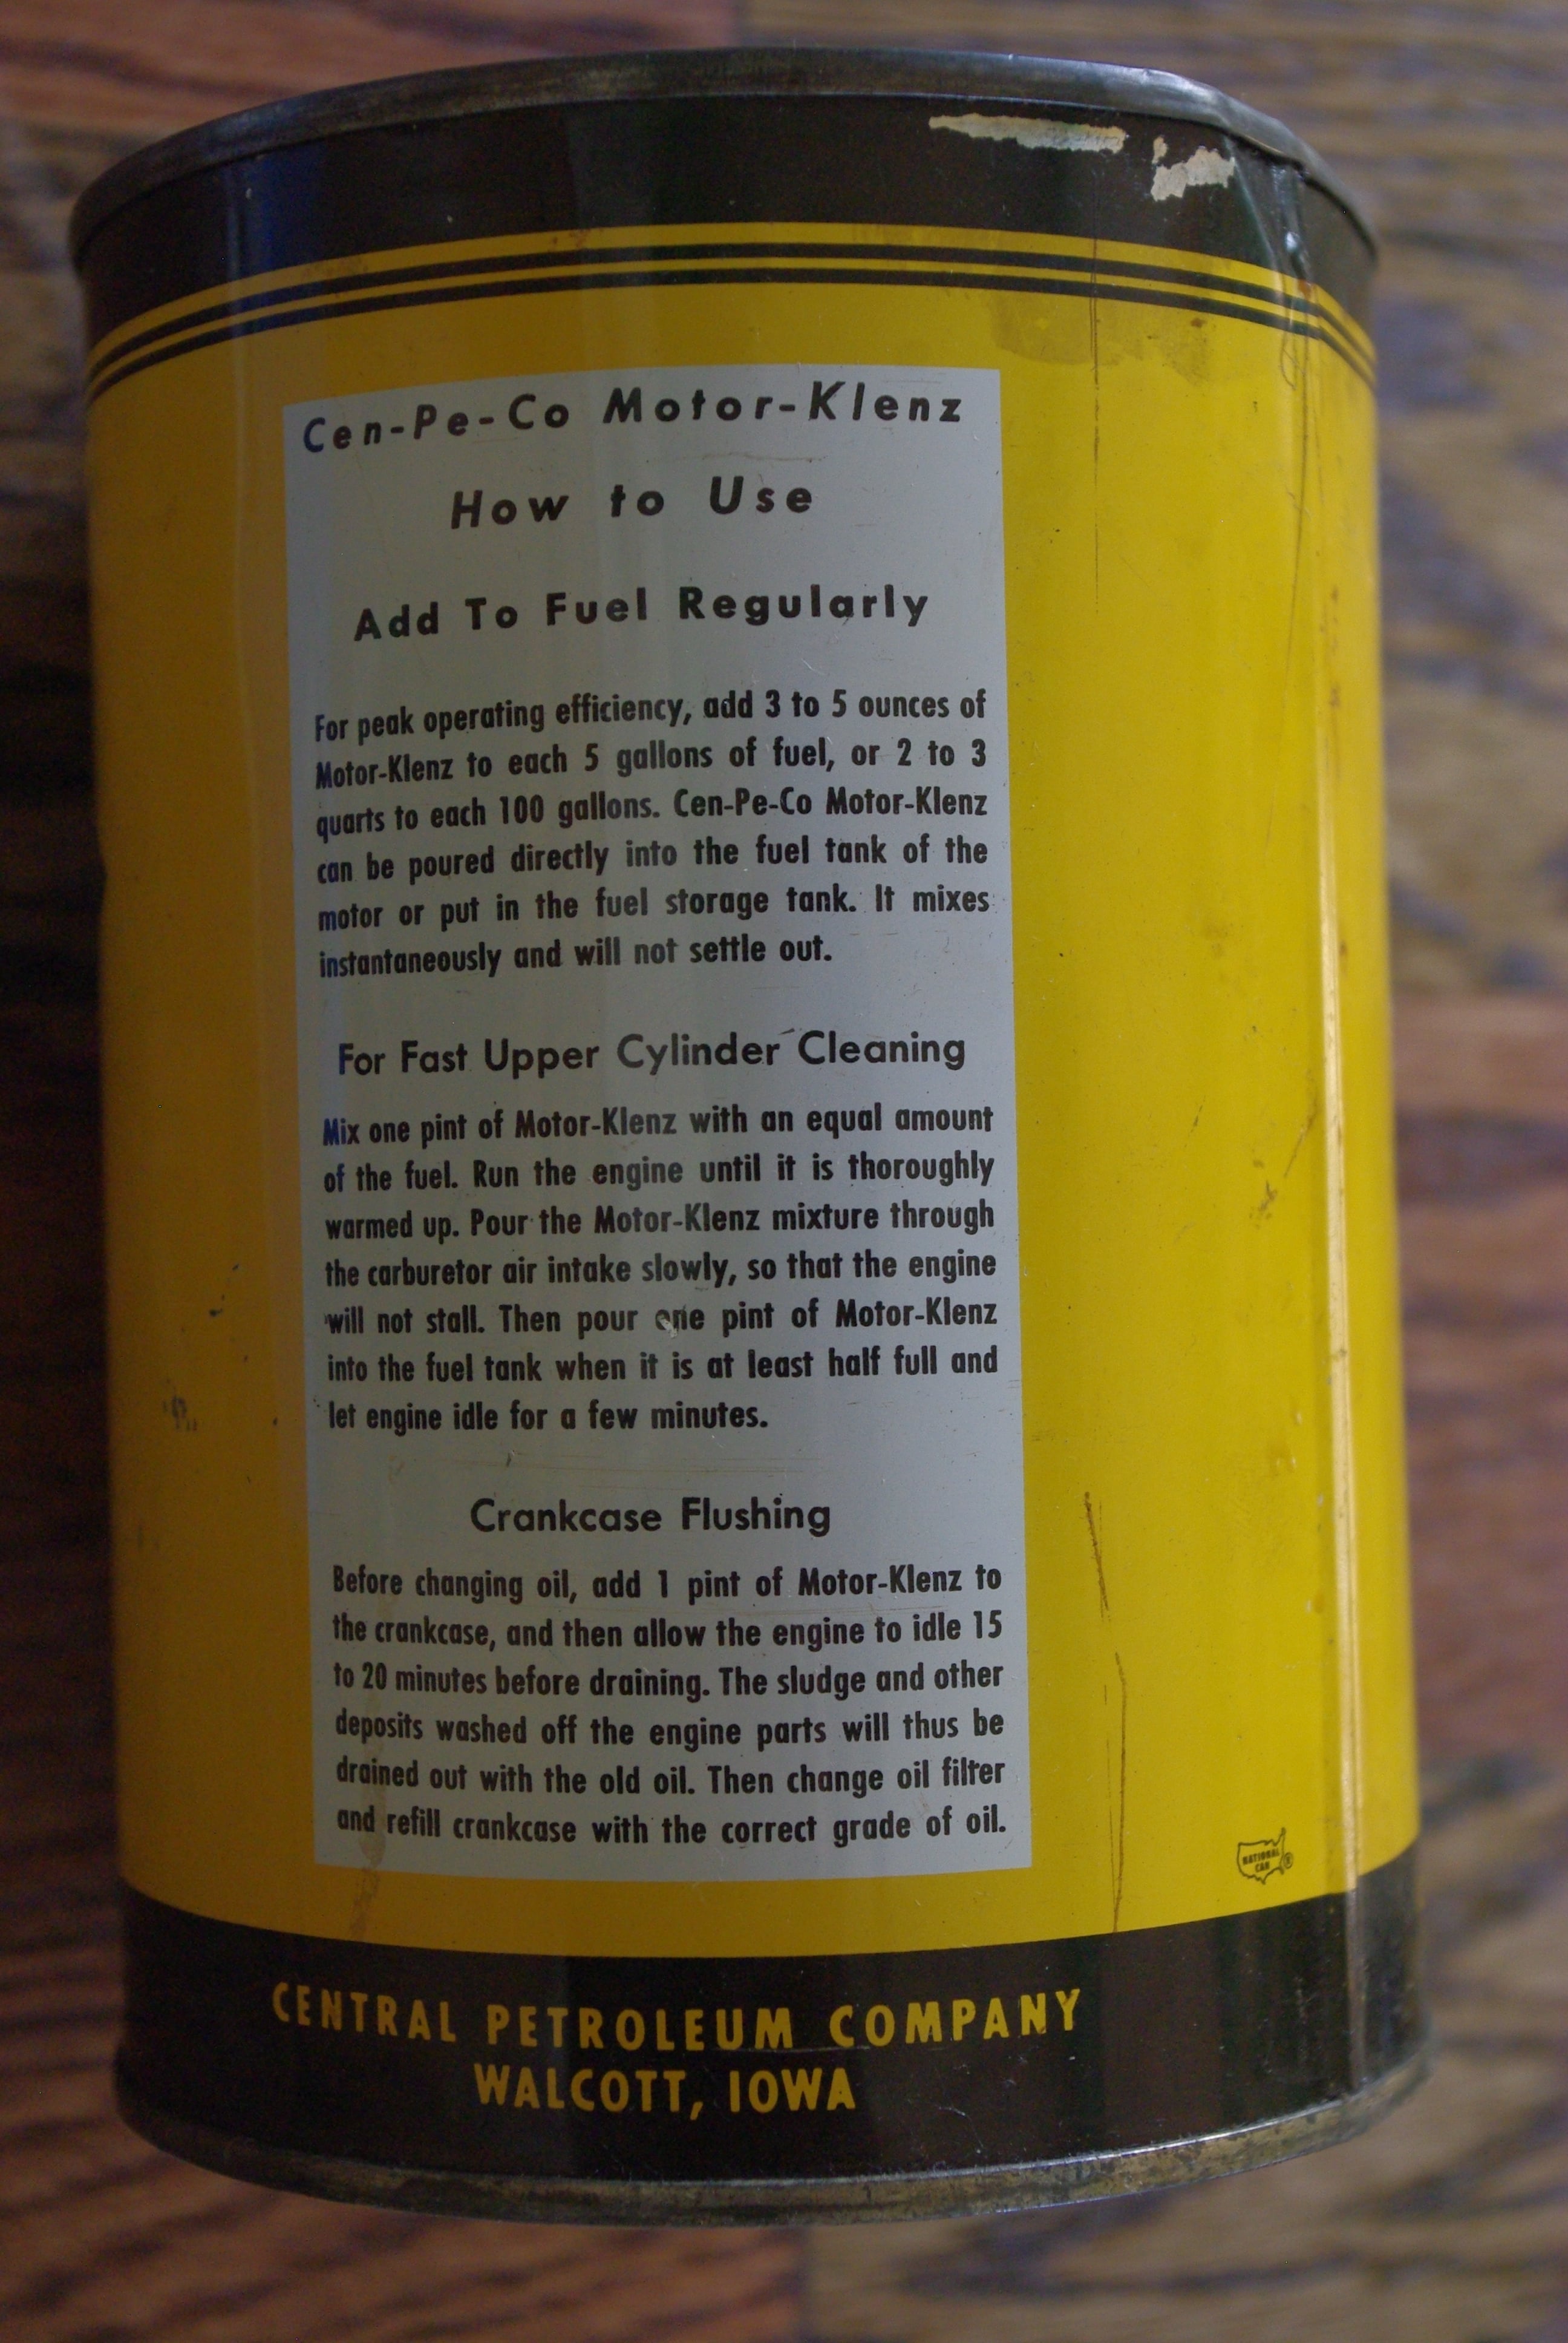 Cen-Pe-Co Motor-Klenz
How to Use
Add To Fuel Regularly
For peak operating efficiency, add 3 to 5 ounces of
Motor-Klenz to each 5 gallons of fuel, or 2 to 3
quarts to each 100 gallons. Cen-Pe-Co Motor-Klenz
can be poured directly into the fuel tank of the
motor or put in the fuel storage tank. It mixes
instantaneously and will not settle out.
For Fast Upper Cylinder Cleaning
Mix one pint of Motor-Klenz with an equal amount
of the fuel. Run the engine until it is thoroughly
warmed up. Pour the Motor-Klenz mixture through
the carburetor air intake slowly, so that the engine
will not stall. Then pour one pint of Motor-Klenz
into the fuel tank when it is at least half full and
let engine idle for a few minutes.
Crankcase Flushing
Before changing oil, add 1 pint of Motor-Klenz to
the crankcase, and then allow the engine to idle 15
to 20 minutes before draining. The sludge and other
deposits washed off the engine parts will thus be
drained out with the old oil. Then change oil filter
and refill crankcase with the correct grade of oil.
NATIONAL
CAN ®
CENTRAL PETROLEUM COMPANY
WALCOTT, IOWA